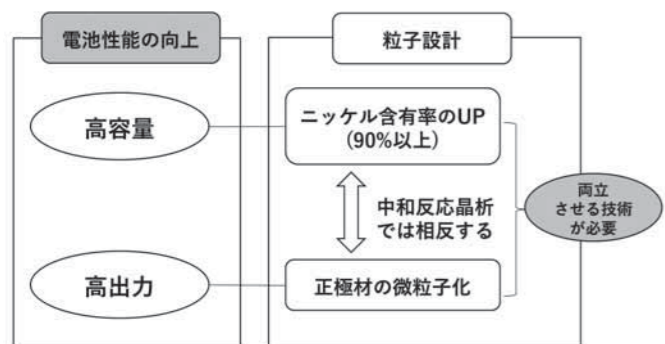 電池性能の向上
粒子設計
高容量
ニッケル含有率のUP
(90%以上)
中和反応晶析
では相反する
両立
させる技術
が必要
高出力
正極材の微粒子化